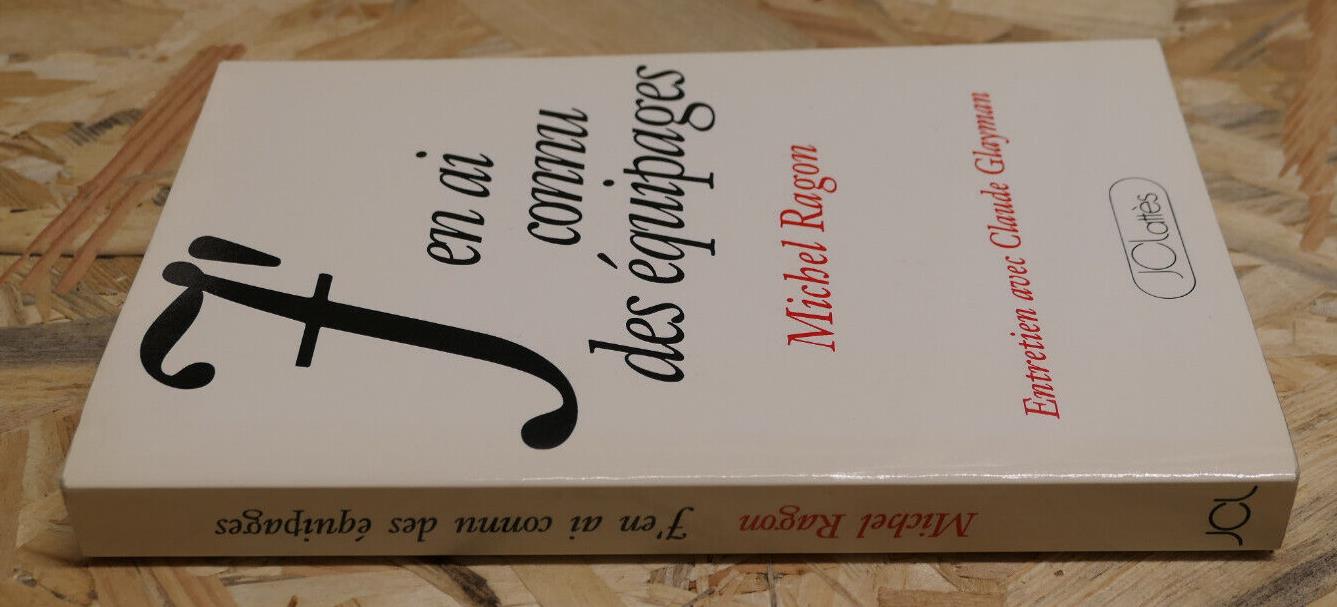 J'
en ai
connu
des équipages
Michel Ragon
Entretien avec Claude Glayman
JClattès
Michel Ragon J'en ai connu des équipages
JCL